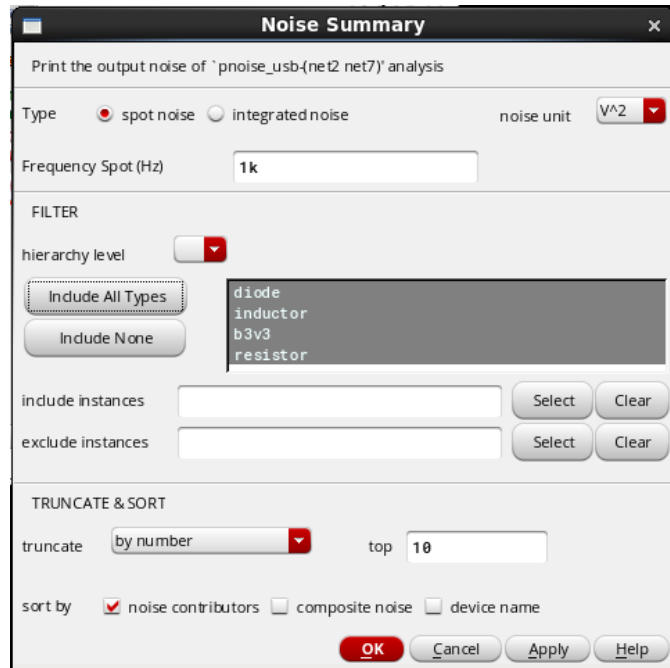 Noise Summary
Print the output noise of `pnoise_usb-(net2 net7)' analysis
Type spot noise integrated noise noise unit V^2
Frequency Spot (Hz) 1k
FILTER
hierarchy level
Include All Types
Include None
diode
inductor
b3v3
resistor
include instances Select Clear
exclude instances Select Clear
TRUNCATE & SORT
truncate by number top 10
sort by noise contributors composite noise device name
OK Cancel Apply Help